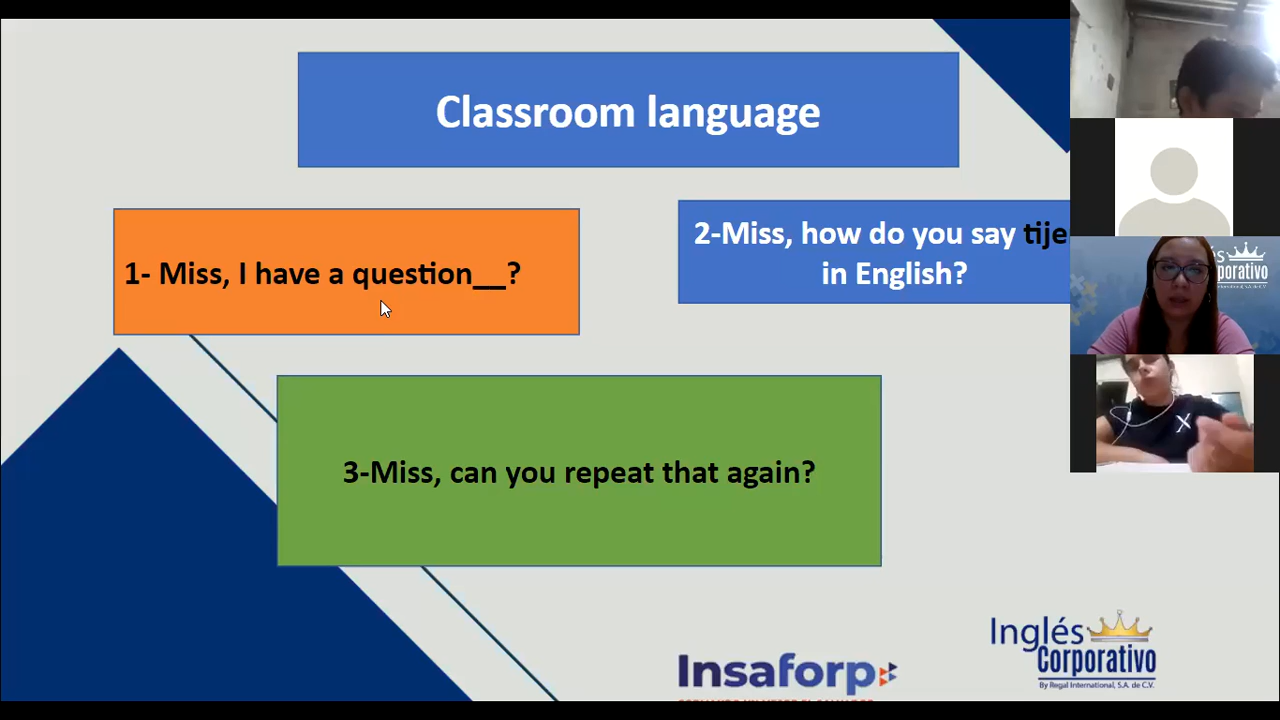 Classroom language
1- Miss, I have a question__?
2-Miss, how do you say
in English?
3-Miss, can you repeat that again?
Inglés
Corporativo
By Regal International, S.A. de C.V.
Insaforp
X